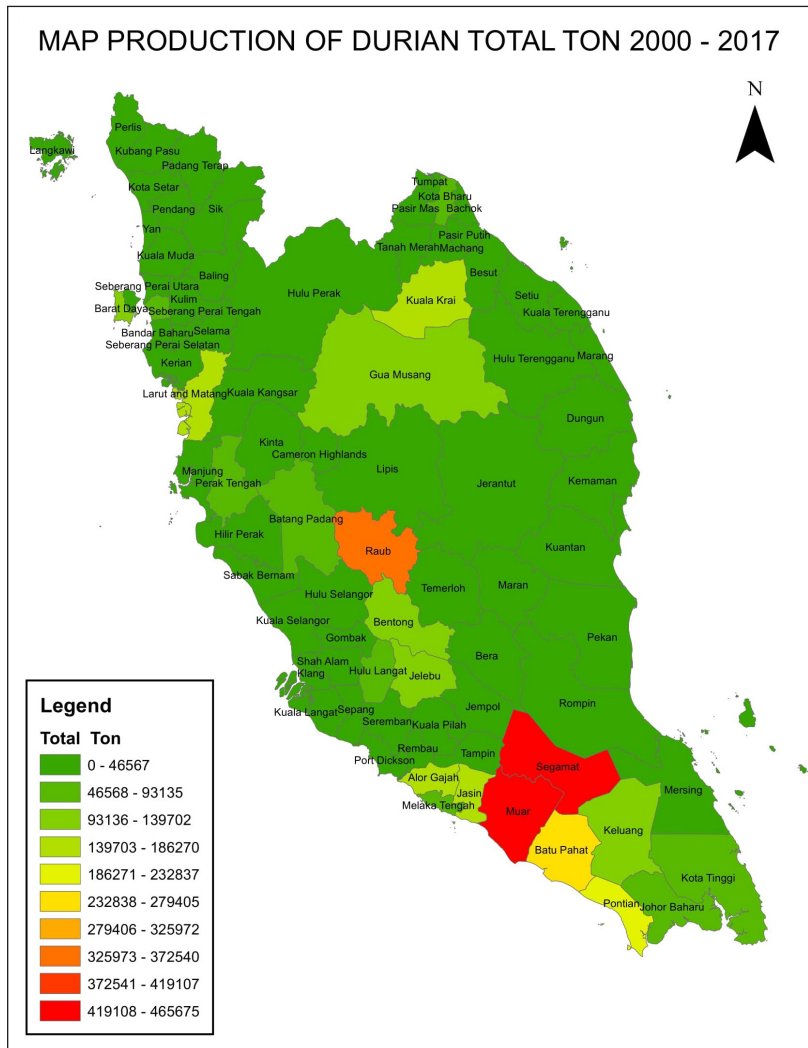 MAP PRODUCTION OF DURIAN TOTAL TON 2000 - 2017
N
Perlis
Langkawi
Kubang Pasu
Padang Terap
Kota Setar
Pendang
Sik
Yan
Kuala Muda
Baling
Seberang Perai Utara
Kulim
Barat Daya
Seberang Perai Tengah
Bandar Baharu
Selama
Seberang Perai Selatan
Kerian
Hulu Perak
Tumpat
Kota Bharu
Pasir Mas
Bachok
Pasir Putih
Tanah Merah
Machang
Besut
Kuala Krai
Setiu
Kuala Terengganu
Hulu Terengganu
Marang
Gua Musang
Larut and Matang
Kuala Kangsar
Dungun
Kinta
Cameron Highlands
Lipis
Jerantut
Kemaman
Manjung
Perak Tengah
Batang Padang
Hilir Perak
Raub
Kuantan
Sabak Bernam
Hulu Selangor
Temerloh
Maran
Kuala Selangor
Bentong
Gombak
Pekan
Bera
Shah Alam
Klang
Hulu Langat
Jelebu
Kuala Langat
Sepang
Seremban
Kuala Pilah
Jempol
Rompin
Rembau
Port Dickson
Tampin
Segamat
Alor Gajah
Jasin
Melaka Tengah
Muar
Mersing
Keluang
Batu Pahat
Kota Tinggi
Pontian
Johor Baharu
Legend
Total Ton
0 - 46567
46568 - 93135
93136 - 139702
139703 - 186270
186271 - 232837
232838 - 279405
279406 - 325972
325973 - 372540
372541 - 419107
419108 - 465675